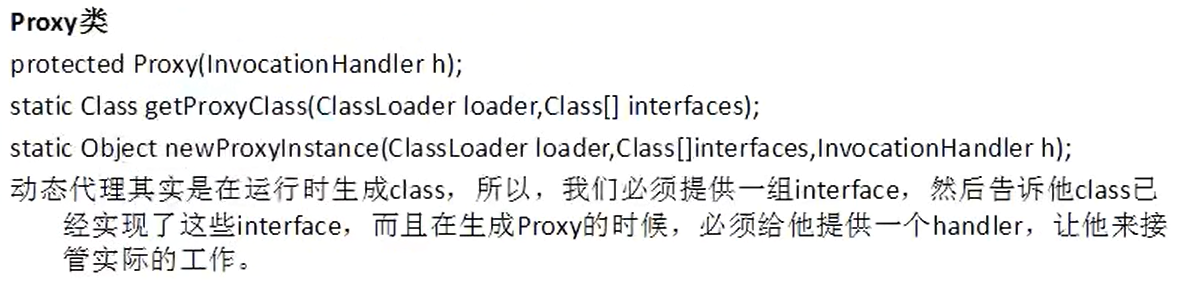 Proxy类
protected Proxy(InvocationHandler h);
static Class getProxyClass(ClassLoader loader,Class[] interfaces);
static Object newProxyInstance(ClassLoader loader,Class[]interfaces,InvocationHandler h);
动态代理其实是在运行时生成class，所以，我们必须提供一组interface，然后告诉他class已
经实现了这些interface，而且在生成Proxy的时候，必须给他提供一个handler，让他来接
管实际的工作。